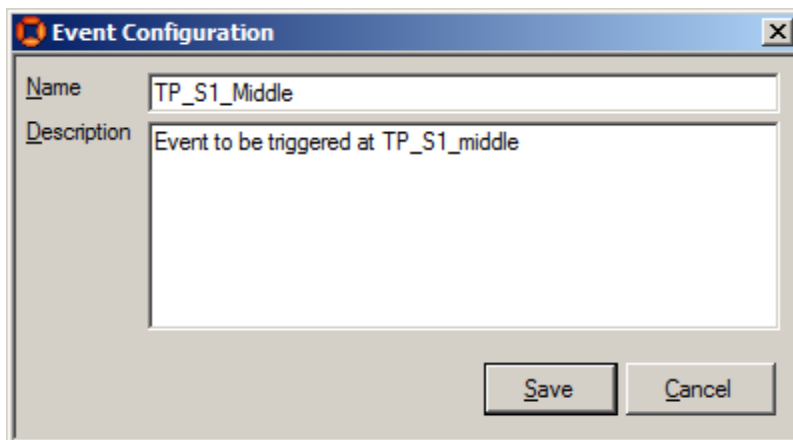 Event Configuration
Name
TP_S1_Middle
Description
Event to be triggered at TP_S1_middle
Save
Cancel